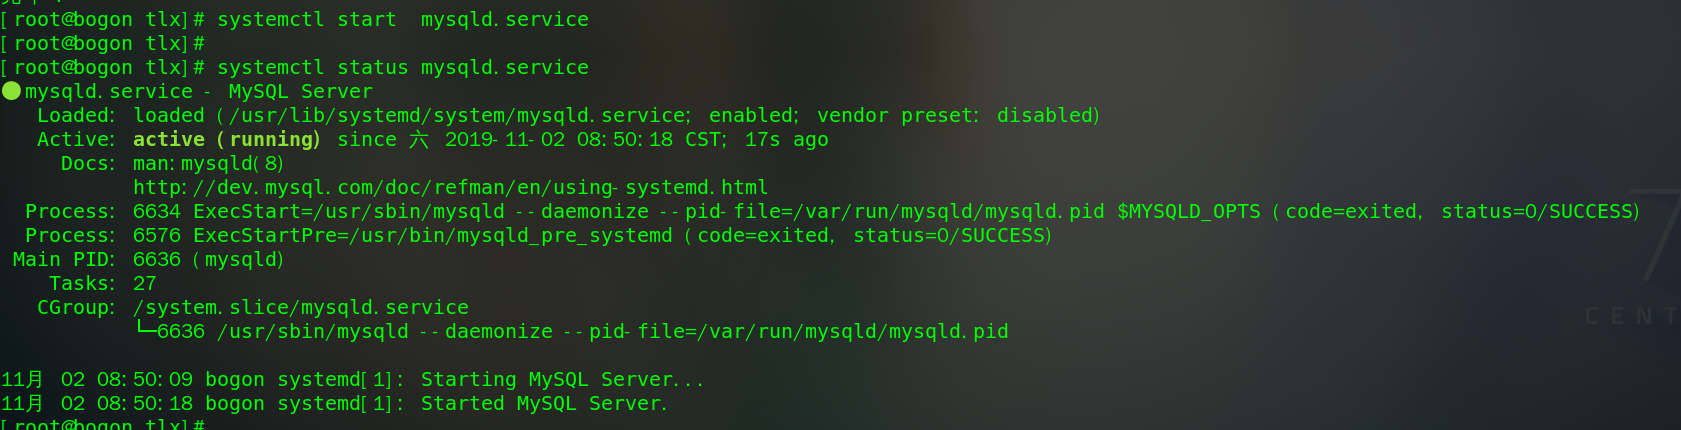 [root@bogon tlx]# systemctl start  mysqld.service
[root@bogon tlx]#
[root@bogon tlx]# systemctl status mysqld.service
● mysqld.service - MySQL Server
   Loaded: loaded (/usr/lib/systemd/system/mysqld.service; enabled; vendor preset: disabled)
   Active: active (running) since 六 2019-11-02 08:50:18 CST; 17s ago
     Docs: man:mysqld(8)
           http://dev.mysql.com/doc/refman/en/using-systemd.html
  Process: 6634 ExecStart=/usr/sbin/mysqld --daemonize --pid-file=/var/run/mysqld/mysqld.pid $MYSQLD_OPTS (code=exited, status=0/SUCCESS)
  Process: 6576 ExecStartPre=/usr/bin/mysqld_pre_systemd (code=exited, status=0/SUCCESS)
 Main PID: 6636 (mysqld)
    Tasks: 27
   CGroup: /system.slice/mysqld.service
           └─6636 /usr/sbin/mysqld --daemonize --pid-file=/var/run/mysqld/mysqld.pid
7
CENT
11月 02 08:50:09 bogon systemd[1]: Starting MySQL Server...
11月 02 08:50:18 bogon systemd[1]: Started MySQL Server.
[root@bogon tlx]#